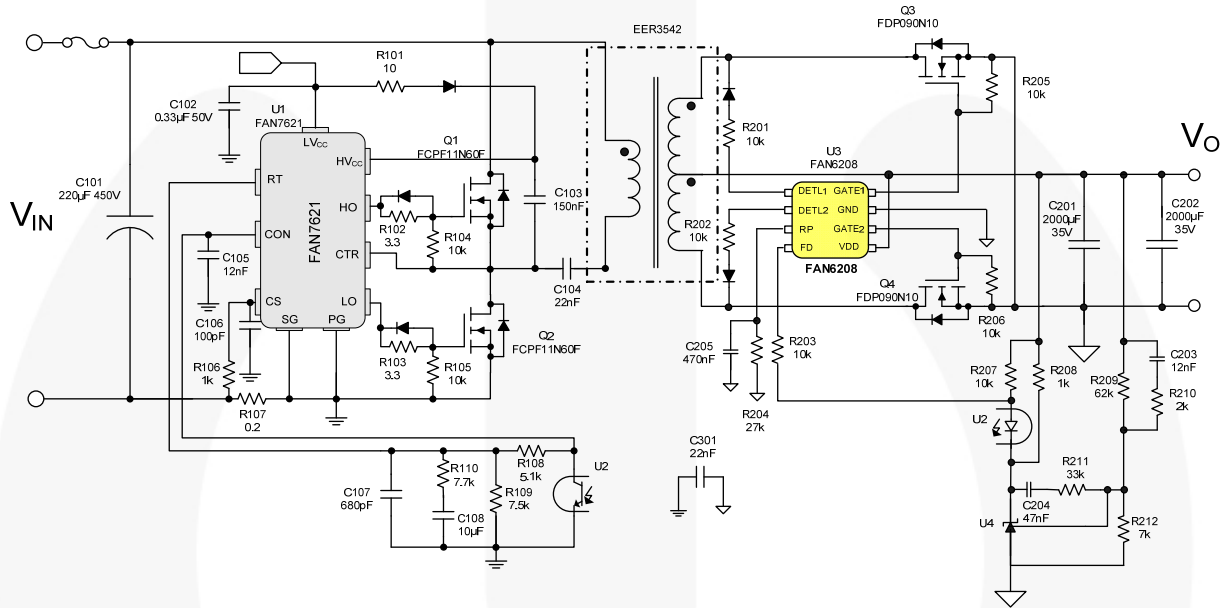 Q3
FDP090N10
EER3542
R101
10
R205
10k
C102
0.33µF 50V
U1
FAN7621
LVCC
Q1
FCPF11N60F
R201
10k
U3
FAN6208
VO
HVCC
C101
220µF 450V
RT
DETL1
GATE1
C103
150nF
HO
DETL2
GND
C201
2000µF
35V
C202
2000µF
35V
VIN
R102
3.3
R104
10k
R202
10k
RP
GATE2
CON
FAN7621
CTR
FD
VDD
C105
12nF
FAN6208
C104
22nF
Q4
FDP090N10
CS
LO
SG
PG
C106
100pF
Q2
FCPF11N60F
R206
10k
R103
3.3
R105
10k
C205
470nF
R203
10k
R106
1k
R207
10k
R208
1k
R209
62k
C203
12nF
R210
2k
R107
0.2
R204
27k
U2
C301
22nF
R108
5.1k
U2
R110
7.7k
R109
7.5k
R211
33k
C107
680pF
C108
10µF
C204
47nF
U4
R212
7k